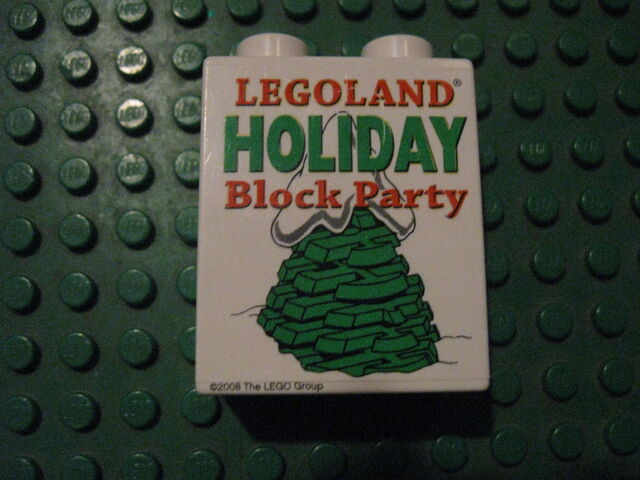 LEGOLAND®
HOLIDAY
Block Party
©2008 The LEGO Group